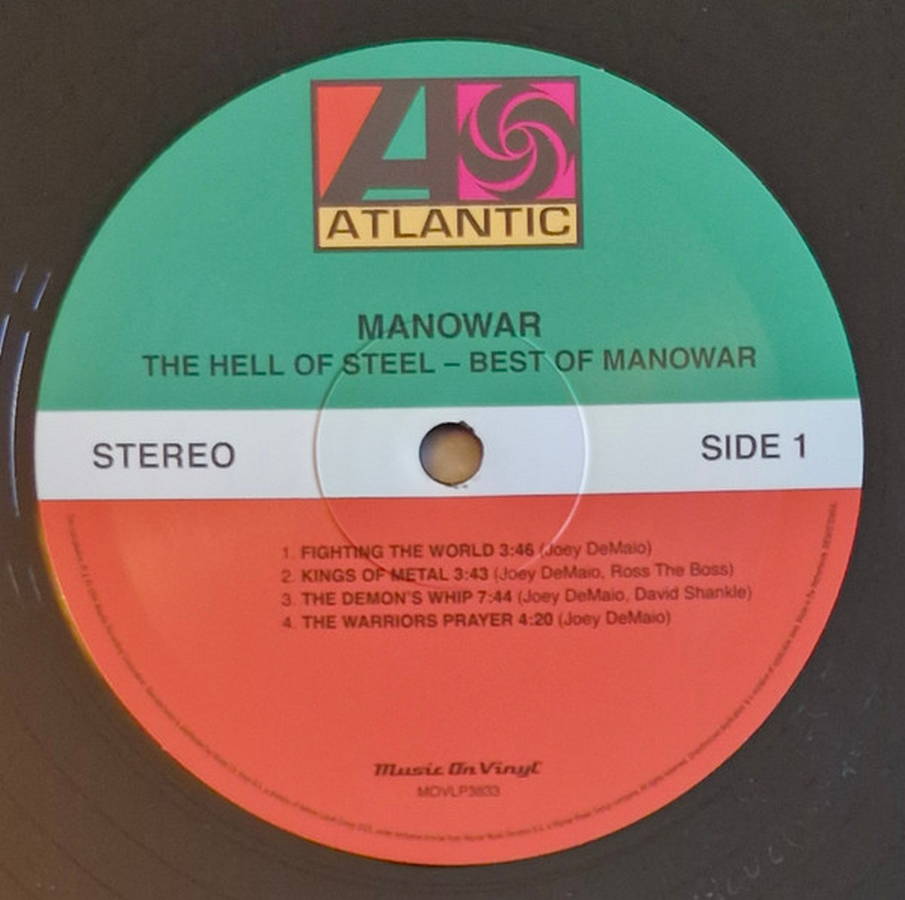 ATLANTIC
MANOWAR
THE HELL OF STEEL – BEST OF MANOWAR
STEREO
SIDE 1
1. FIGHTING THE WORLD 3:46 (Joey DeMaio)
2. KINGS OF METAL 3:43 (Joey DeMaio, Ross The Boss)
3. THE DEMON'S WHIP 7:44 (Joey DeMaio, David Shankle)
4. THE WARRIORS PRAYER 4:20 (Joey DeMaio)
Music On Vinyl
MOVLP3833